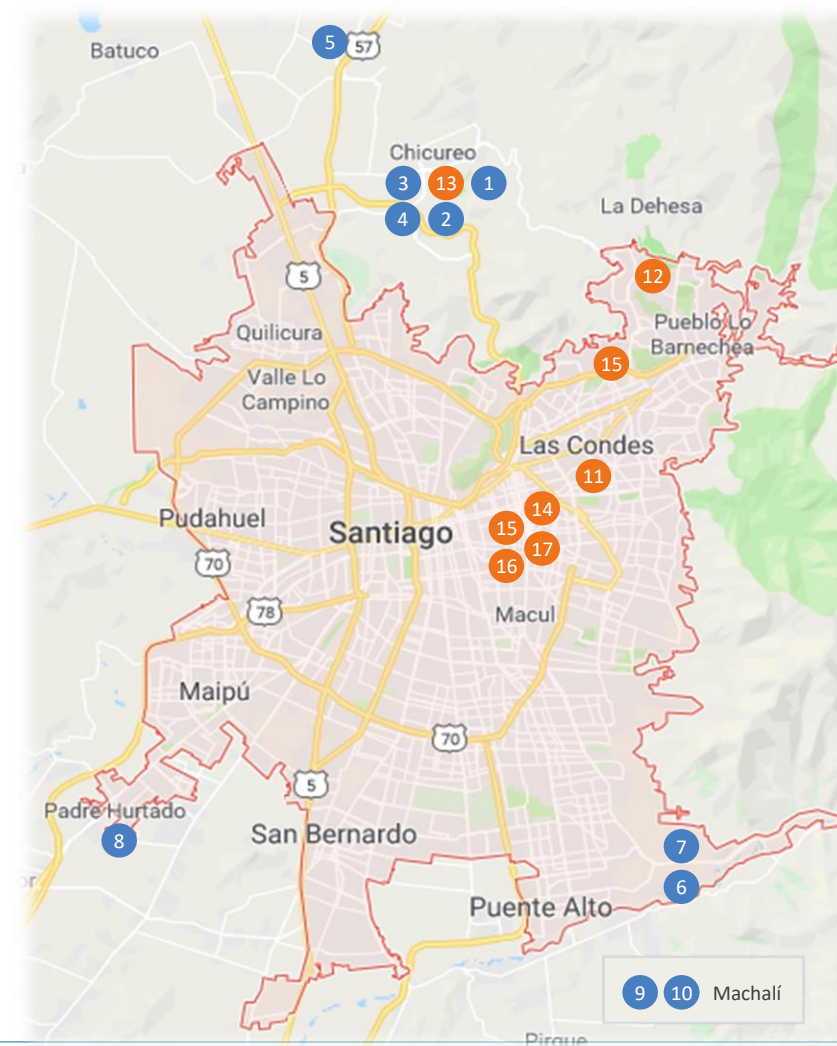 Batuco
5
57
Chicureo
3
13
1
4
2
La Dehesa
12
5
Quilicura
Pueblo Lo
Barnechea
15
Valle Lo
Campino
Las Condes
11
14
Pudahuel
Santiago
15
17
16
70
78
Macul
Maipú
70
5
Padre Hurtado
8
San Bernardo
7
6
Puente Alto
9
10
Machalí
Pirque